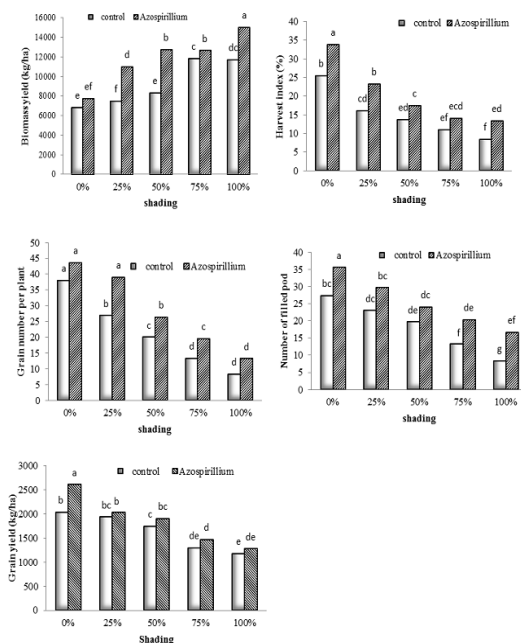 control Azospirillium
Biomass yield (kg/ha)
16000
14000
12000
10000
8000
6000
4000
2000
0
e ef f d e b c b dc a
0% 25% 50% 75% 100%
shading
control Azospirillium
Harvest index (%)
40
35
30
25
20
15
10
5
0
b a cd b ed c ef ecd f ed
0% 25% 50% 75% 100%
shading
control Azospirillium
Grain number per plant
45
40
35
30
25
20
15
10
5
0
a a b a c b d c d d
0% 25% 50% 75% 100%
shading
control Azospirillium
Number of filled pod
40
35
30
25
20
15
10
5
0
bc a dc bc de dc f de g ef
0% 25% 50% 75% 100%
shading
control Azospirillium
Grain yield (kg/ha)
3000
2500
2000
1500
1000
500
0
b a bc b c bc de d e de
0% 25% 50% 75% 100%
Shading